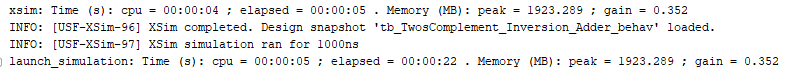 xsim: Time (s): cpu = 00:00:04 ; elapsed = 00:00:05 . Memory (MB): peak = 1923.289 ; gain = 0.352
INFO: [USF-XSim-96] XSim completed. Design snapshot 'tb_TwosComplement_Inversion_Adder_behav' loaded.
INFO: [USF-XSim-97] XSim simulation ran for 1000ns
launch_simulation: Time (s): cpu = 00:00:05 ; elapsed = 00:00:22 . Memory (MB): peak = 1923.289 ; gain = 0.352